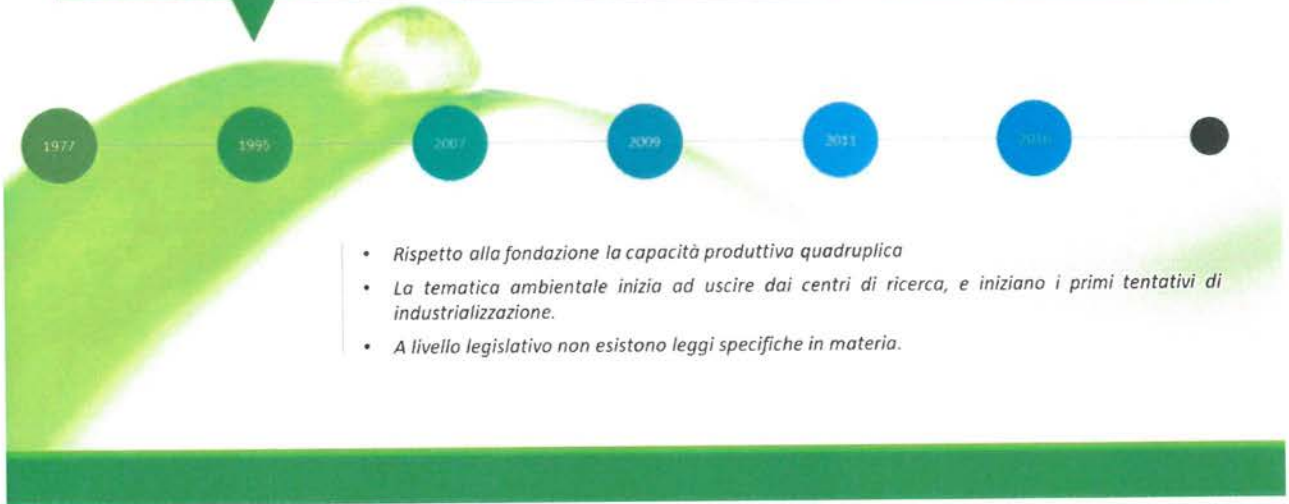 1977
1995
2007
2009
2011
• Rispetto alla fondazione la capacità produttiva quadruplica
• La tematica ambientale inizia ad uscire dai centri di ricerca, e iniziano i primi tentativi di
industrializzazione.
• A livello legislativo non esistono leggi specifiche in materia.